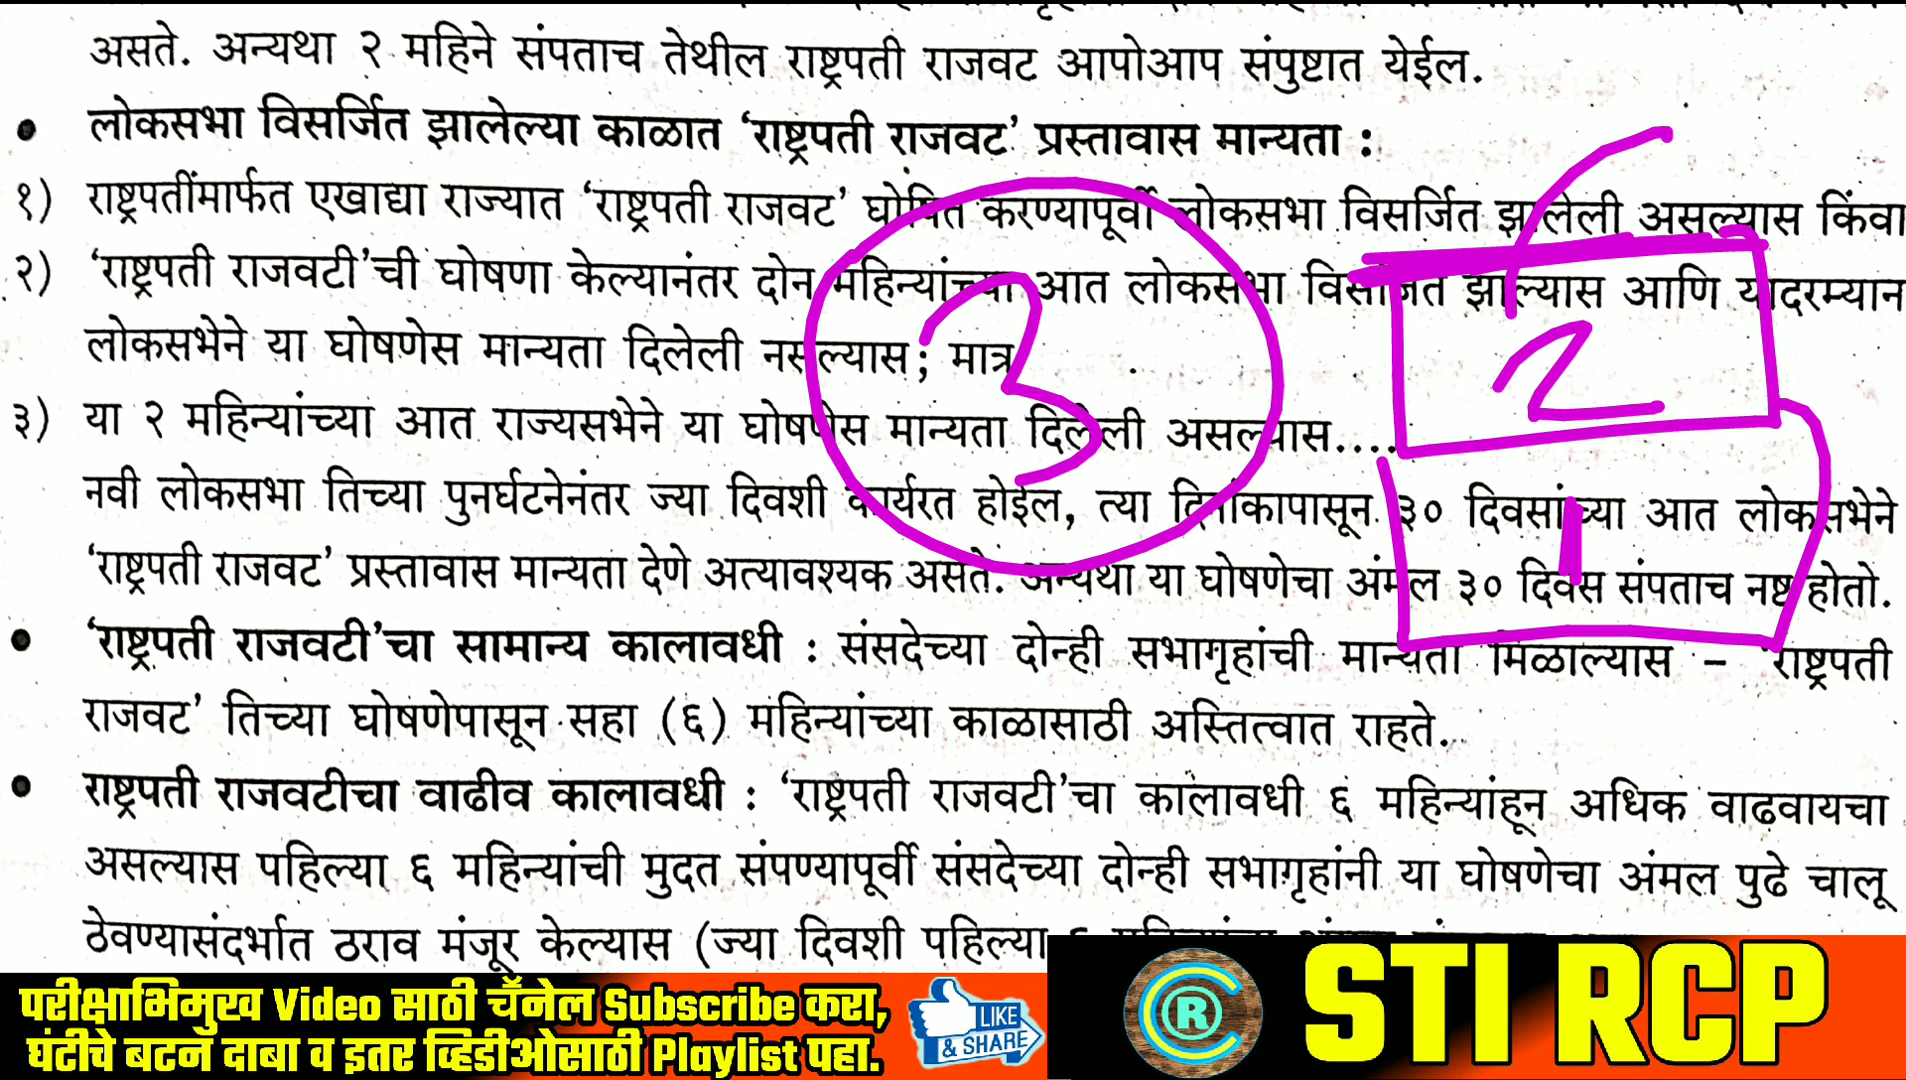 असते. अन्यथा २ महिने संपताच तेथील राष्ट्रपती राजवट आपोआप संपुष्टात येईल.
• लोकसभा विसर्जित झालेल्या काळात ‘राष्ट्रपती राजवट’ प्रस्तावास मान्यता :
१) राष्ट्रपतींमार्फत एखाद्या राज्यात ‘राष्ट्रपती राजवट’ घोषित करण्यापूर्वी लोकसभा विसर्जित झालेली असल्यास किंवा
२) ‘राष्ट्रपती राजवटी’ची घोषणा केल्यानंतर दोन महिन्यांच्या आत लोकसभा विसर्जित झाल्यास आणि यादरम्यान
लोकसभेने या घोषणेस मान्यता दिलेली नसल्यास; मात्र
३) या २ महिन्यांच्या आत राज्यसभेने या घोषणेस मान्यता दिलेली असल्यास....
नवी लोकसभा तिच्या पुनर्घटनेनंतर ज्या दिवशी कार्यरत होईल, त्या दिनांकापासून ३० दिवसांच्या आत लोकसभेने
‘राष्ट्रपती राजवट’ प्रस्तावास मान्यता देणे अत्यावश्यक असते. अन्यथा या घोषणेचा अंमल ३० दिवस संपताच नष्ट होतो.
• ‘राष्ट्रपती राजवटी’चा सामान्य कालावधी : संसदेच्या दोन्ही सभागृहांची मान्यता मिळाल्यास – ‘राष्ट्रपती
राजवट’ तिच्या घोषणेपासून सहा (६) महिन्यांच्या काळासाठी अस्तित्वात राहते.
• राष्ट्रपती राजवटीचा वाढीव कालावधी : ‘राष्ट्रपती राजवटी’चा कालावधी ६ महिन्यांहून अधिक वाढवायचा
असल्यास पहिल्या ६ महिन्यांची मुदत संपण्यापूर्वी संसदेच्या दोन्ही सभागृहांनी या घोषणेचा अंमल पुढे चालू
ठेवण्यासंदर्भात ठराव मंजूर केल्यास (ज्या दिवशी पहिल्या
3
2
1
परीक्षाभिमुख Video साठी चॅनेल Subscribe करा,
घंटीचे बटन दाबा व इतर व्हिडीओसाठी Playlist पहा.
LIKE
& SHARE
C R
STI RCP